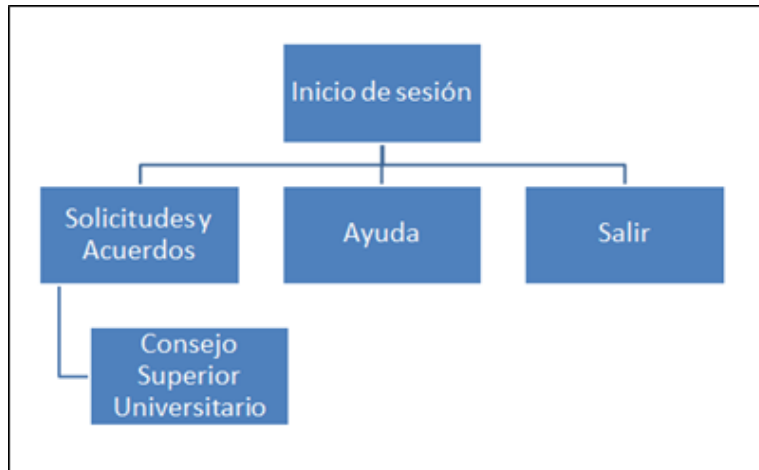 Inicio de sesión
Solicitudes y
Acuerdos
Ayuda
Salir
Consejo
Superior
Universitario